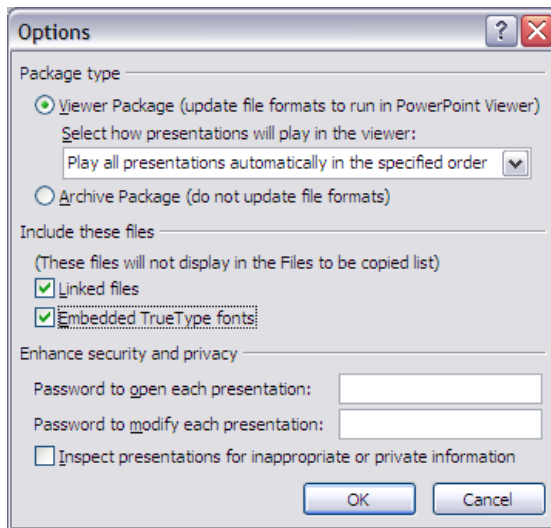 Options
Package type
Viewer Package (update file formats to run in PowerPoint Viewer)
Select how presentations will play in the viewer:
Play all presentations automatically in the specified order
Archive Package (do not update file formats)
Include these files
(These files will not display in the Files to be copied list)
Linked files
Embedded TrueType fonts
Enhance security and privacy
Password to open each presentation:
Password to modify each presentation:
Inspect presentations for inappropriate or private information
OK Cancel